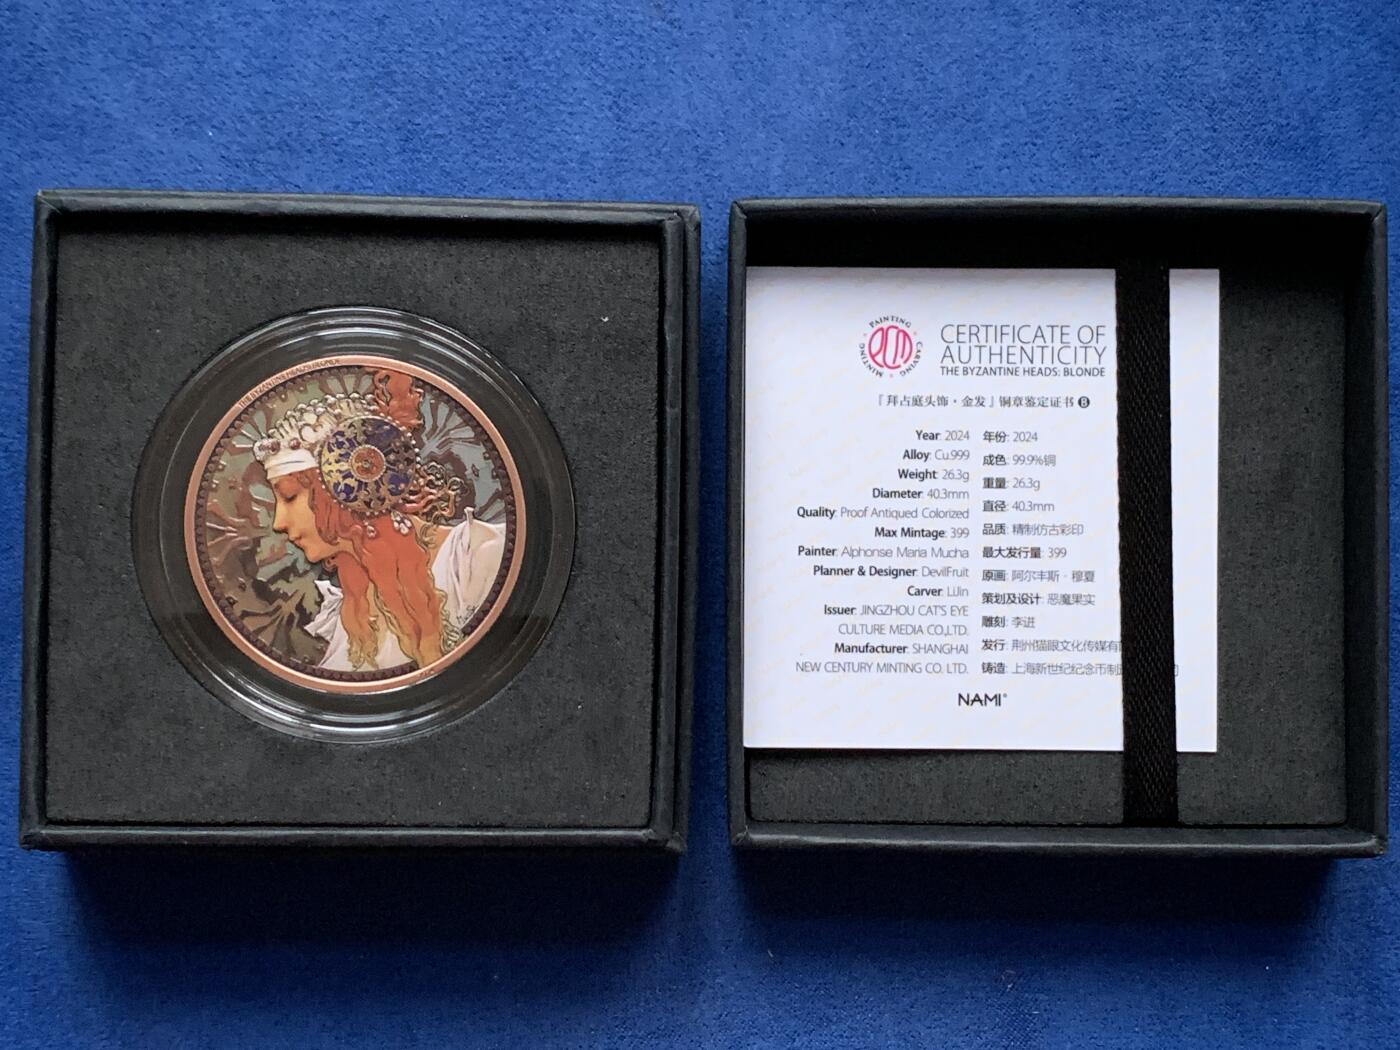 THE BYZANTINE HEADS: BLONDE
PAINTING
CARVING
MINTING
PCM
CERTIFICATE OF
AUTHENTICITY
THE BYZANTINE HEADS: BLONDE
『拜占庭头饰·金发』铜章鉴定证书 B
Year: 2024 年份: 2024
Alloy: Cu.999 成色: 99.9%铜
Weight: 26.3g 重量: 26.3g
Diameter: 40.3mm 直径: 40.3mm
Quality: Proof Antiqued Colorized 品质: 精制仿古彩印
Max Mintage: 399 最大发行量: 399
Painter: Alphonse Maria Mucha 原画: 阿尔丰斯·穆夏
Planner & Designer: DevilFruit 策划及设计: 恶魔果实
Carver: LiJin 雕刻: 李进
Issuer: JINGZHOU CAT'S EYE
CULTURE MEDIA CO.,LTD. 发行: 荆州猫眼文化传媒有
Manufacturer: SHANGHAI
NEW CENTURY MINTING CO. LTD. 铸造: 上海新世纪纪念币制
NAMI